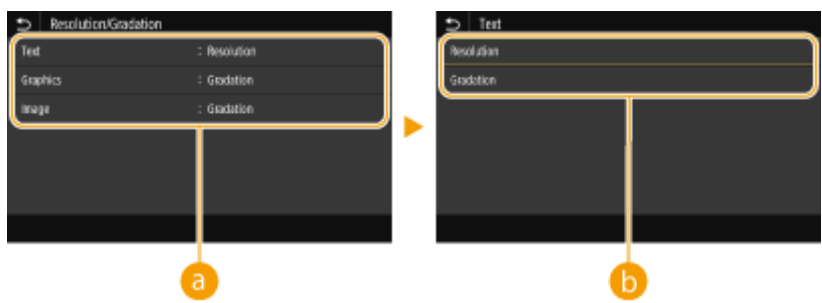 Resolution/Gradation
Text : Resolution
Graphics : Gradation
Image : Gradation
a
Text
Resolution
Gradation
b